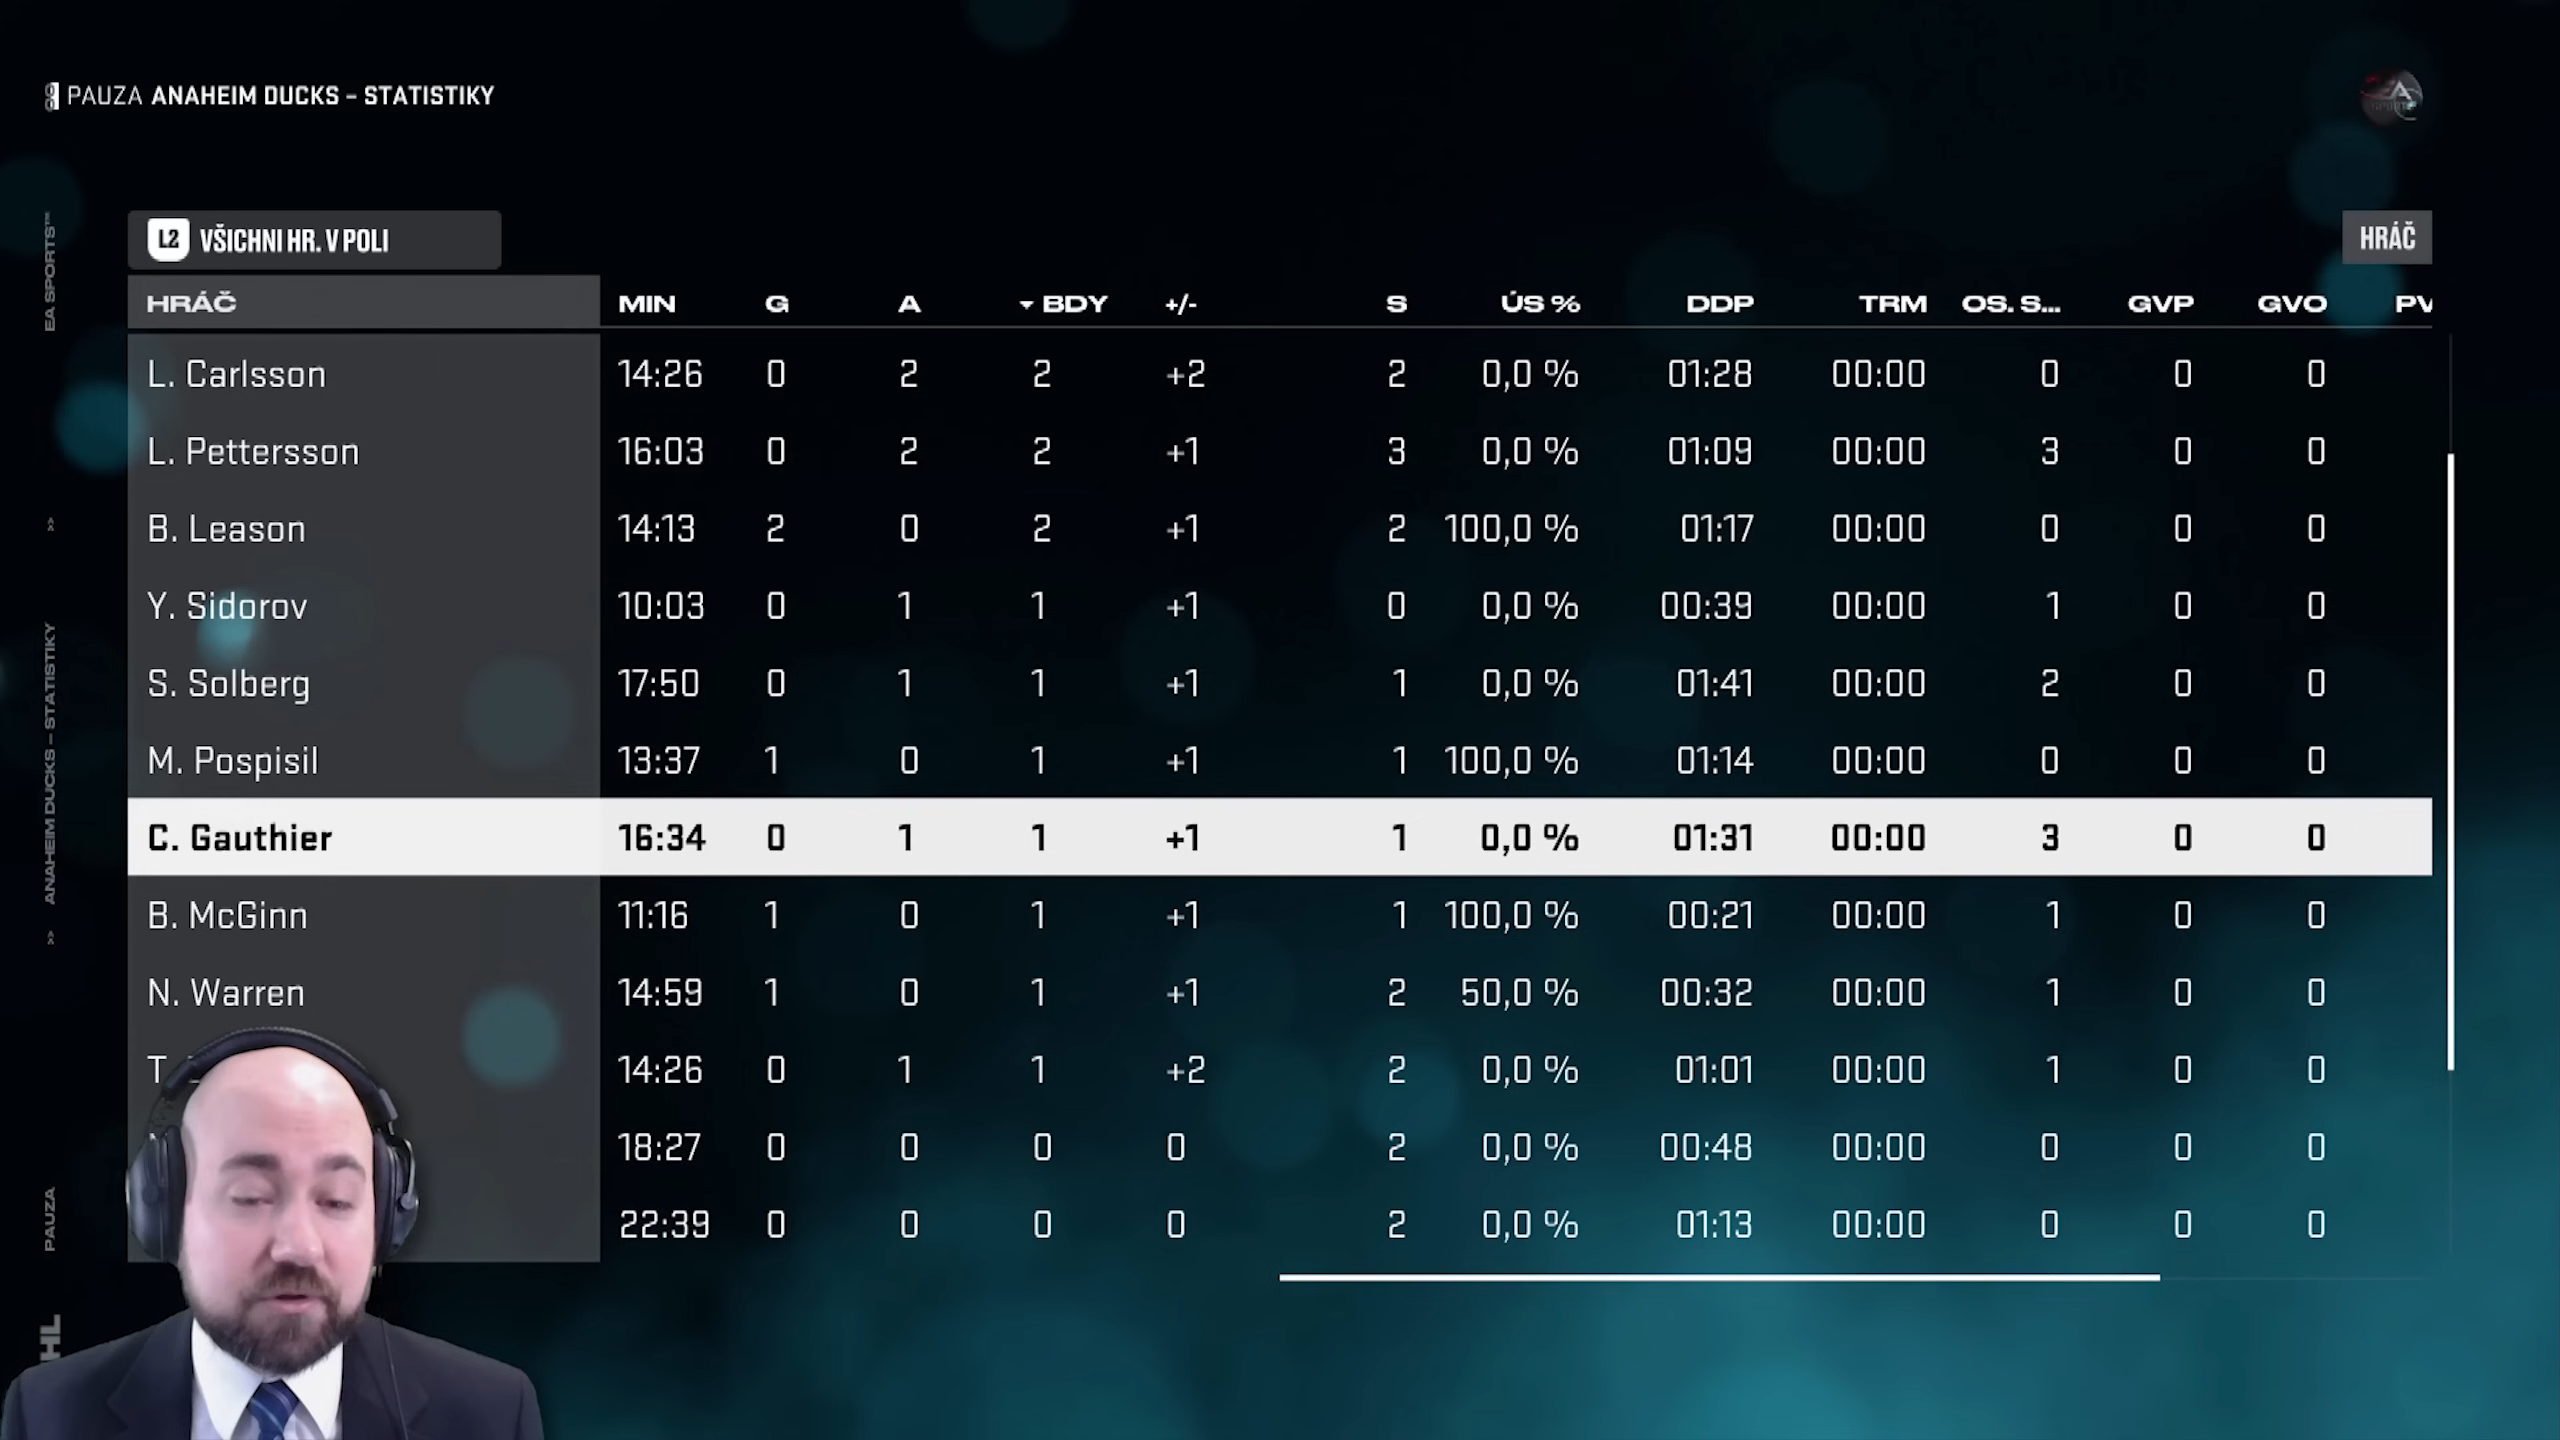 PAUZA ANAHEIM DUCKS – STATISTIKY
L2 VŠICHNI HR. V POLI
HRÁČ
HRÁČ MIN G A BDY +/- S ÚS % DDP TRM OS. S... GVP GVO PV
L. Carlsson 14:26 0 2 2 +2 2 0,0 % 01:28 00:00 0 0 0
L. Pettersson 16:03 0 2 2 +1 3 0,0 % 01:09 00:00 3 0 0
B. Leason 14:13 2 0 2 +1 2 100,0 % 01:17 00:00 0 0 0
Y. Sidorov 10:03 0 1 1 +1 0 0,0 % 00:39 00:00 1 0 0
S. Solberg 17:50 0 1 1 +1 1 0,0 % 01:41 00:00 2 0 0
M. Pospisil 13:37 1 0 1 +1 1 100,0 % 01:14 00:00 0 0 0
C. Gauthier 16:34 0 1 1 +1 1 0,0 % 01:31 00:00 3 0 0
B. McGinn 11:16 1 0 1 +1 1 100,0 % 00:21 00:00 1 0 0
N. Warren 14:59 1 0 1 +1 2 50,0 % 00:32 00:00 1 0 0
T. 14:26 0 1 1 +2 2 0,0 % 01:01 00:00 1 0 0
18:27 0 0 0 0 2 0,0 % 00:48 00:00 0 0 0
22:39 0 0 0 0 2 0,0 % 01:13 00:00 0 0 0
EA SPORTS™
ANAHEIM DUCKS – STATISTIKY
PAUZA
HL